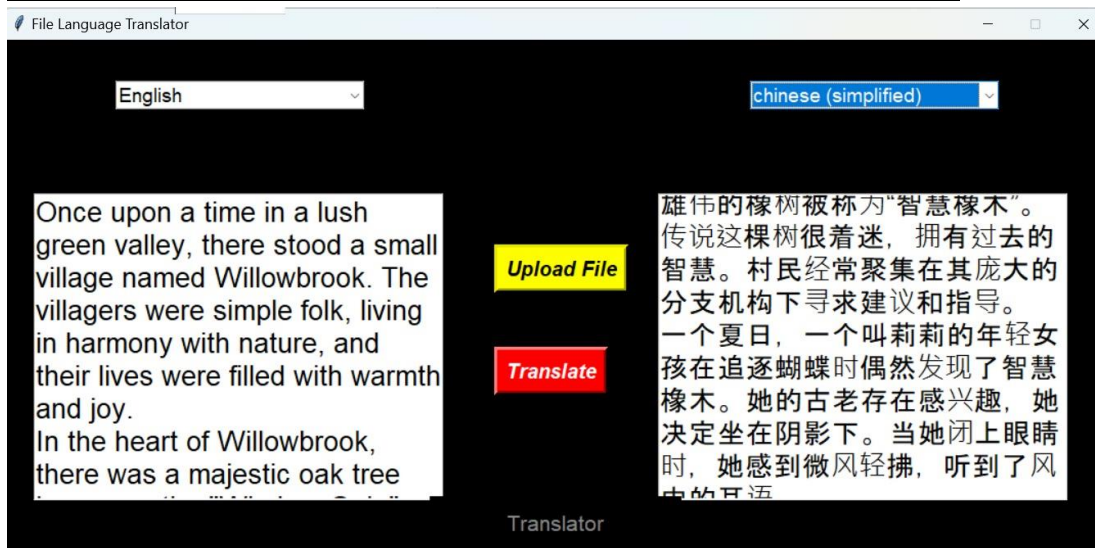 File Language Translator
English
chinese (simplified)
Once upon a time in a lush
green valley, there stood a small
village named Willowbrook. The
villagers were simple folk, living
in harmony with nature, and
their lives were filled with warmth
and joy.
In the heart of Willowbrook,
there was a majestic oak tree
Upload File
Translate
雄伟的橡树被称为“智慧橡木”。
传说这棵树很着迷，拥有过去的
智慧。村民经常聚集在其庞大的
分支机构下寻求建议和指导。
一个夏日，一个叫莉莉的年轻女
孩在追逐蝴蝶时偶然发现了智慧
橡木。她的古老存在感兴趣，她
决定坐在阴影下。当她闭上眼睛
时，她感到微风轻拂，听到了风
Translator